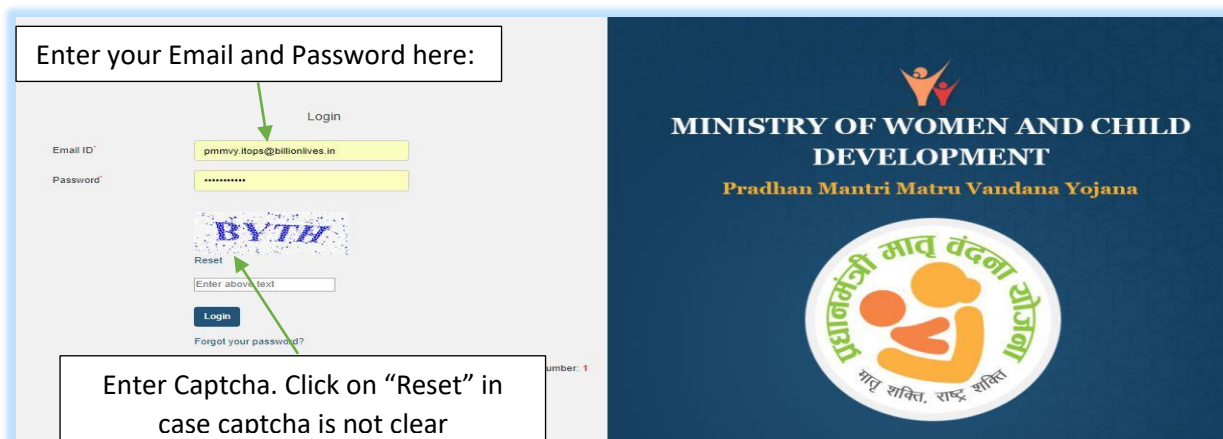 Enter your Email and Password here:
Login
Email ID*
pmmvy.itops@billionlives.in
Password*
•••••••••••
BYTH
Reset
Enter above text
Login
Forgot your password?
umber: 1
Enter Captcha. Click on “Reset” in
case captcha is not clear
MINISTRY OF WOMEN AND CHILD
DEVELOPMENT
Pradhan Mantri Matru Vandana Yojana
प्रधानमंत्री मातृ वंदना योजना
मातृ शक्ति, राष्ट्र शक्ति